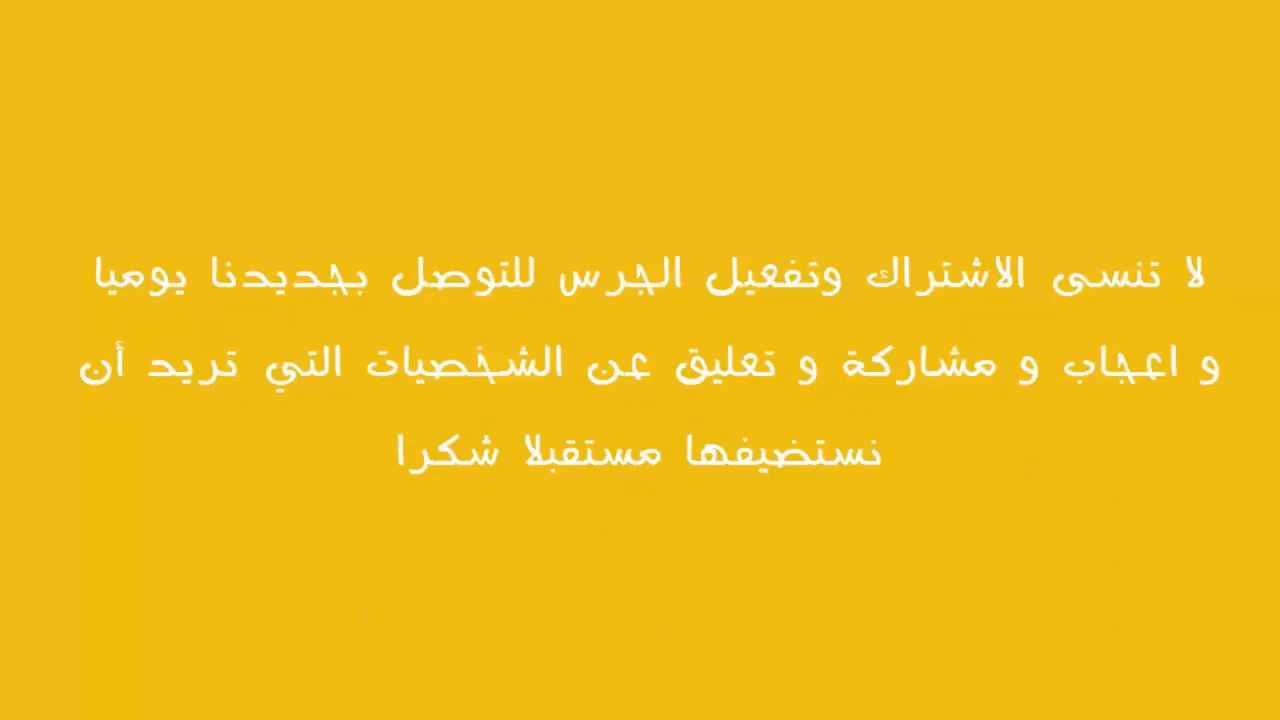 لا تنسى الاشتراك وتفعيل الجرس للتوصل بجديدنا يوميا
و اعجاب و مشاركة و تعليق عن الشخصيات التي تريد أن
نستضيفها مستقبلا شكرا